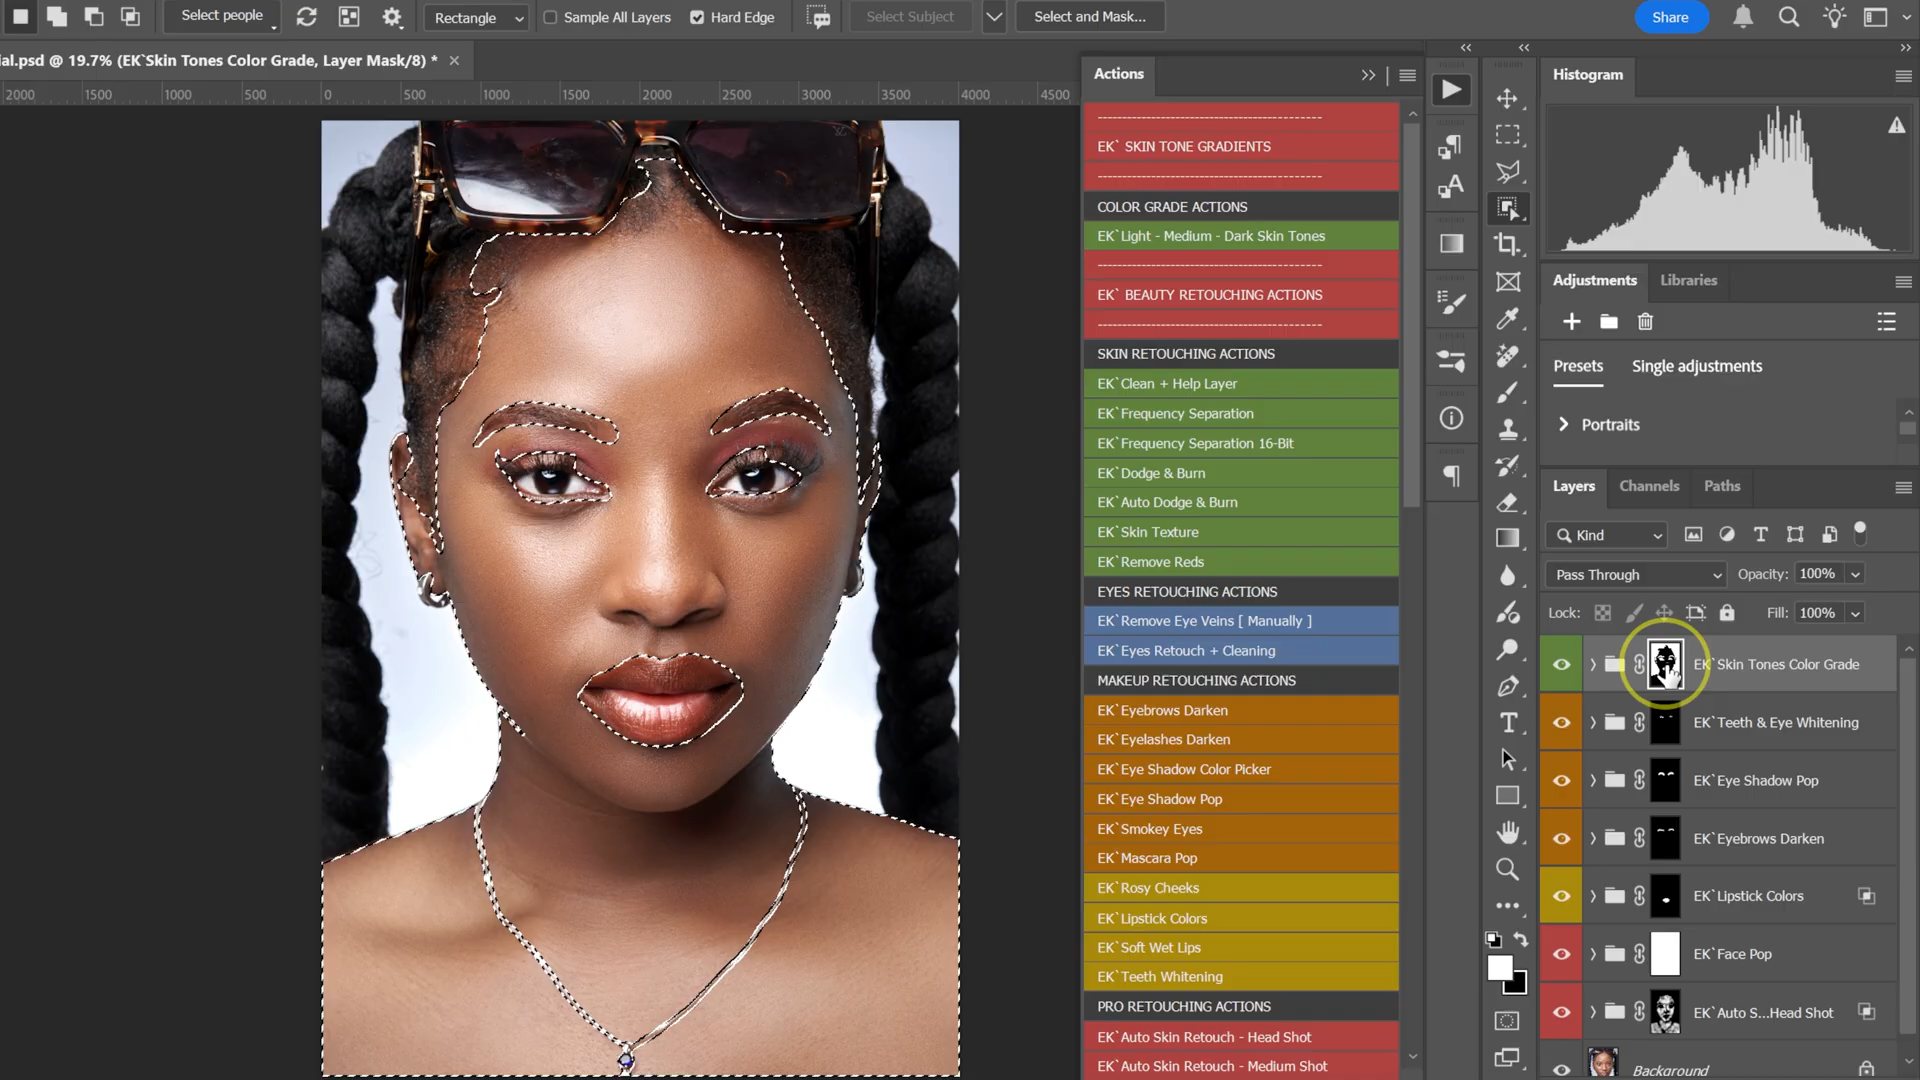 Select people
Rectangle
Sample All Layers
Hard Edge
Select Subject
Select and Mask...
Share
ial.psd @ 19.7% (EK`Skin Tones Color Grade, Layer Mask/8) *
2000 1500 1000 500 0 500 1000 1500 2000 2500 3000 3500 4000 4500
Actions
--------------------------------------------
EK` SKIN TONE GRADIENTS
--------------------------------------------
COLOR GRADE ACTIONS
EK`Light - Medium - Dark Skin Tones
--------------------------------------------
EK` BEAUTY RETOUCHING ACTIONS
--------------------------------------------
SKIN RETOUCHING ACTIONS
EK`Clean + Help Layer
EK`Frequency Separation
EK`Frequency Separation 16-Bit
EK`Dodge & Burn
EK`Auto Dodge & Burn
EK`Skin Texture
EK`Remove Reds
EYES RETOUCHING ACTIONS
EK`Remove Eye Veins [ Manually ]
EK`Eyes Retouch + Cleaning
MAKEUP RETOUCHING ACTIONS
EK`Eyebrows Darken
EK`Eyelashes Darken
EK`Eye Shadow Color Picker
EK`Eye Shadow Pop
EK`Smokey Eyes
EK`Mascara Pop
EK`Rosy Cheeks
EK`Lipstick Colors
EK`Soft Wet Lips
EK`Teeth Whitening
PRO RETOUCHING ACTIONS
EK`Auto Skin Retouch - Head Shot
EK`Auto Skin Retouch - Medium Shot
Histogram
Adjustments
Libraries
Presets
Single adjustments
Portraits
Layers
Channels
Paths
Kind
Pass Through
Opacity: 100%
Lock:
Fill: 100%
EK`Skin Tones Color Grade
EK`Teeth & Eye Whitening
EK`Eye Shadow Pop
EK`Eyebrows Darken
EK`Lipstick Colors
EK`Face Pop
EK`Auto S...Head Shot
Background